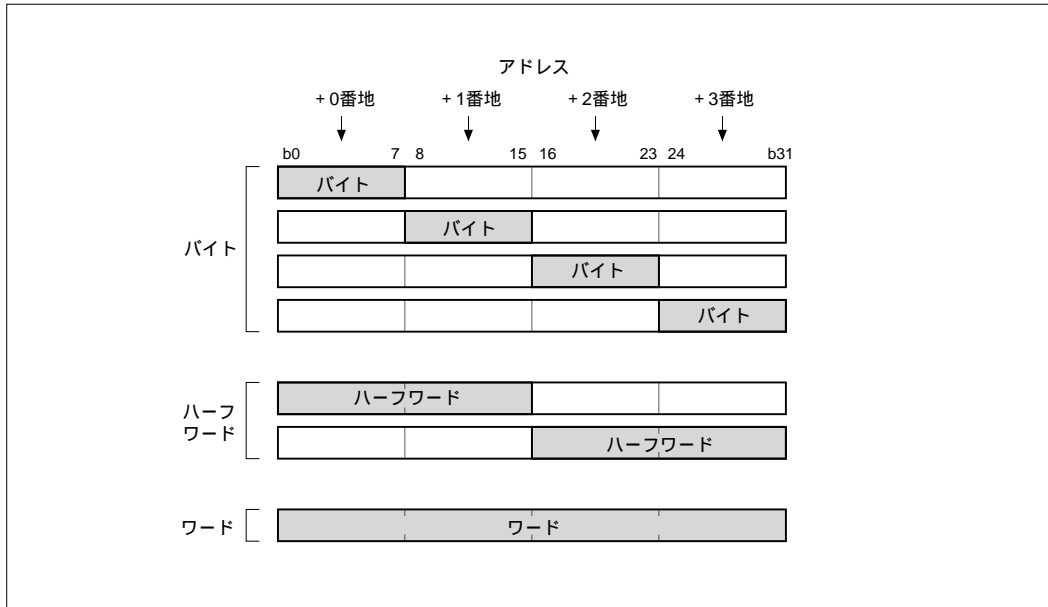 アドレス
+0番地 +1番地 +2番地 +3番地
b0 7 8 15 16 23 24 b31
バイト
バイト
バイト
バイト
バイト
ハーフワード
ハーフ
ワード
ハーフワード
ワード ワード